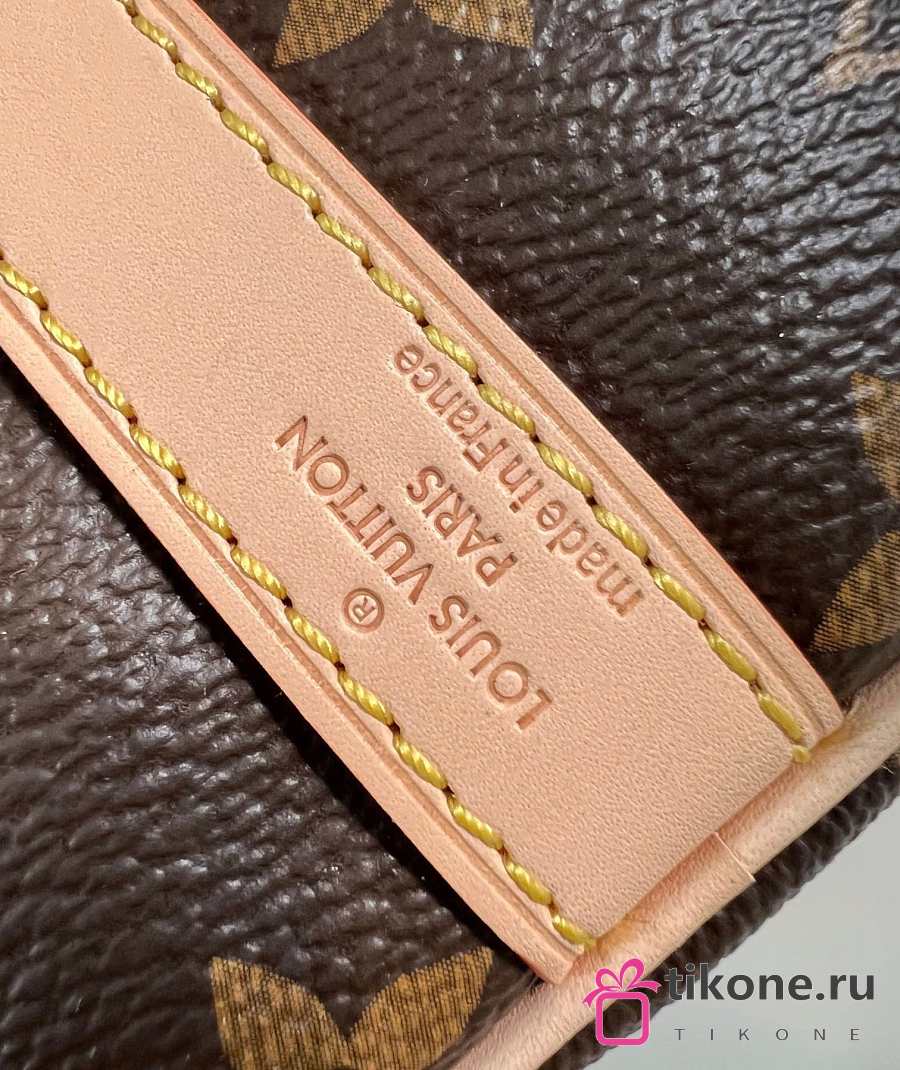 ®
LOUIS VUITTON
PARIS
made in France
tikone.ru
TIKONE